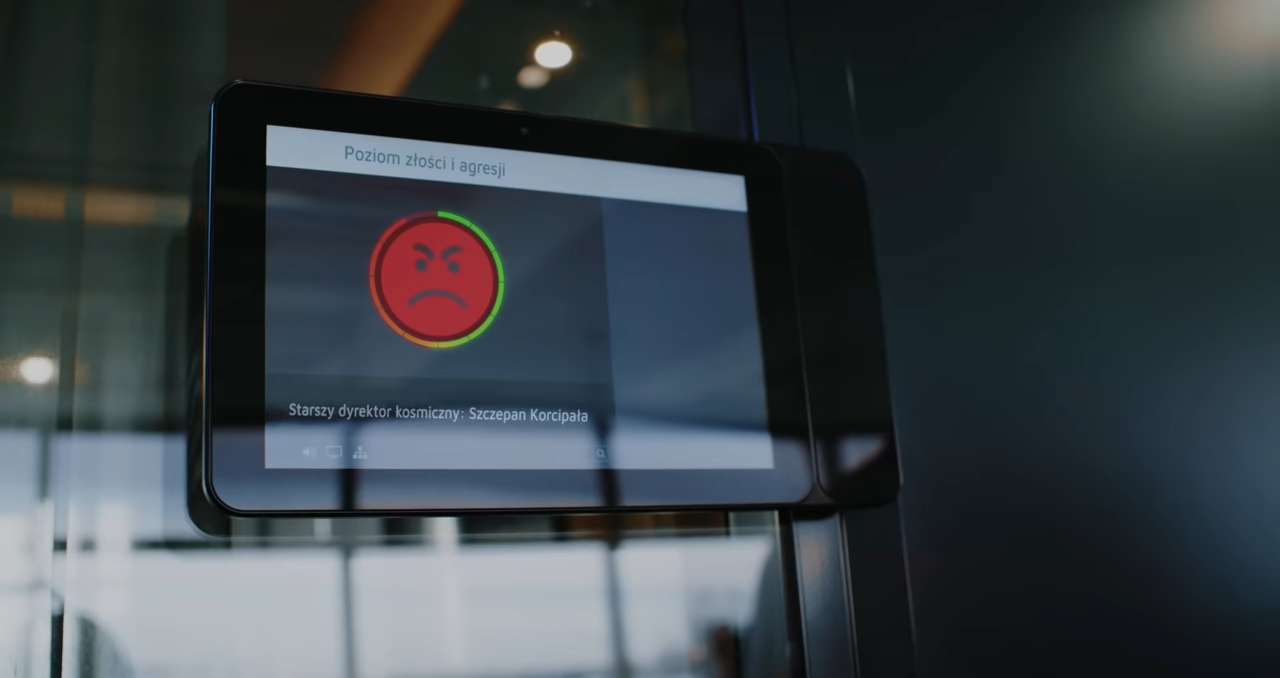 Poziom złości i agresji
Starszy dyrektor kosmiczny: Szczepan Korcipała